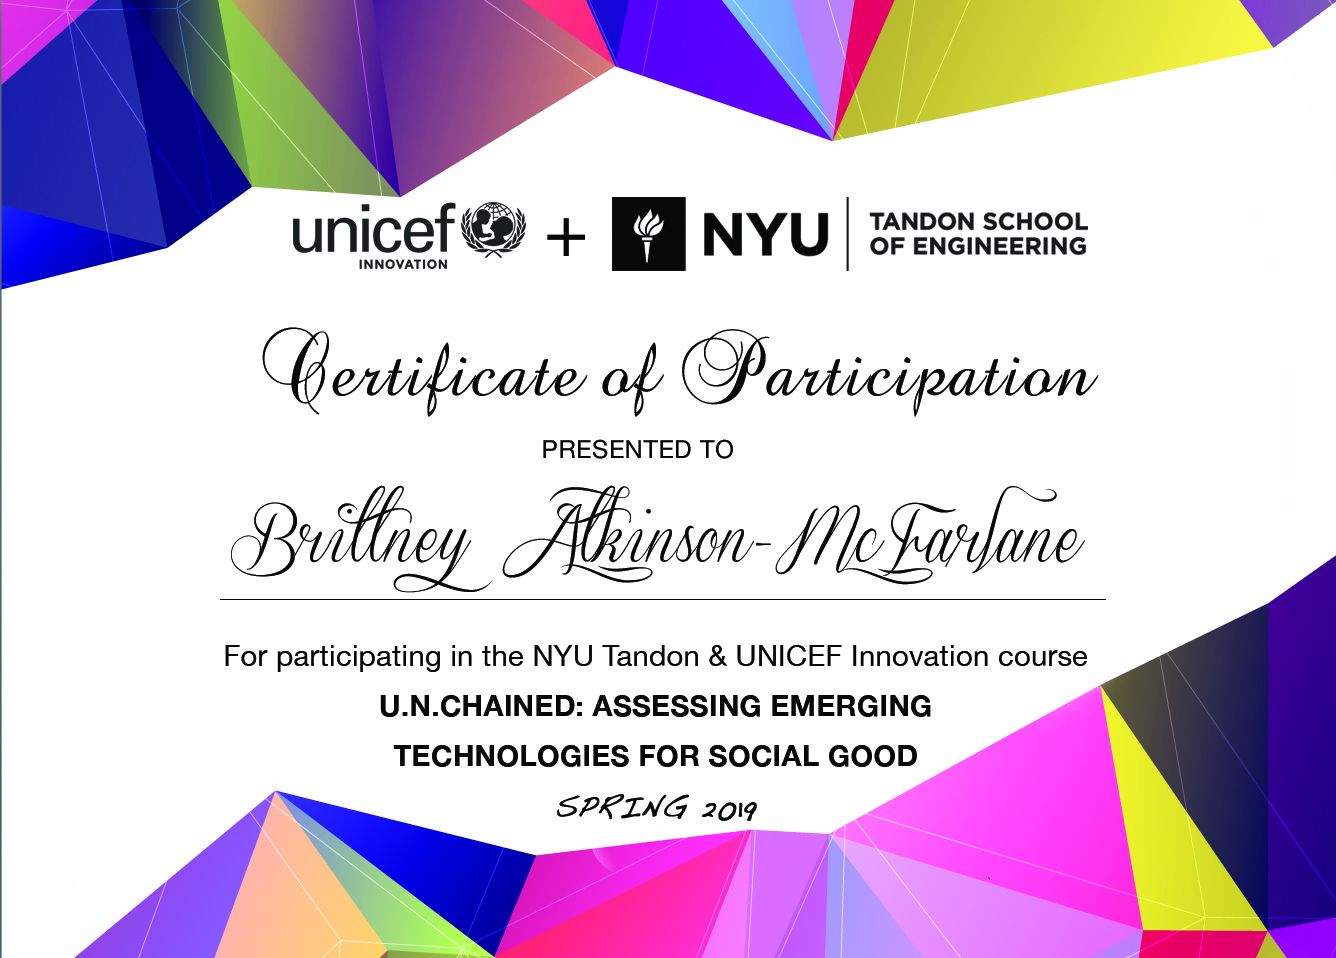 unicef + NYU TANDON SCHOOL
INNOVATION OF ENGINEERING
Certificate of Participation
PRESENTED TO
Brittney Atkinson-McFarlane
For participating in the NYU Tandon & UNICEF Innovation course
U.N.CHAINED: ASSESSING EMERGING
TECHNOLOGIES FOR SOCIAL GOOD
SPRING 2019